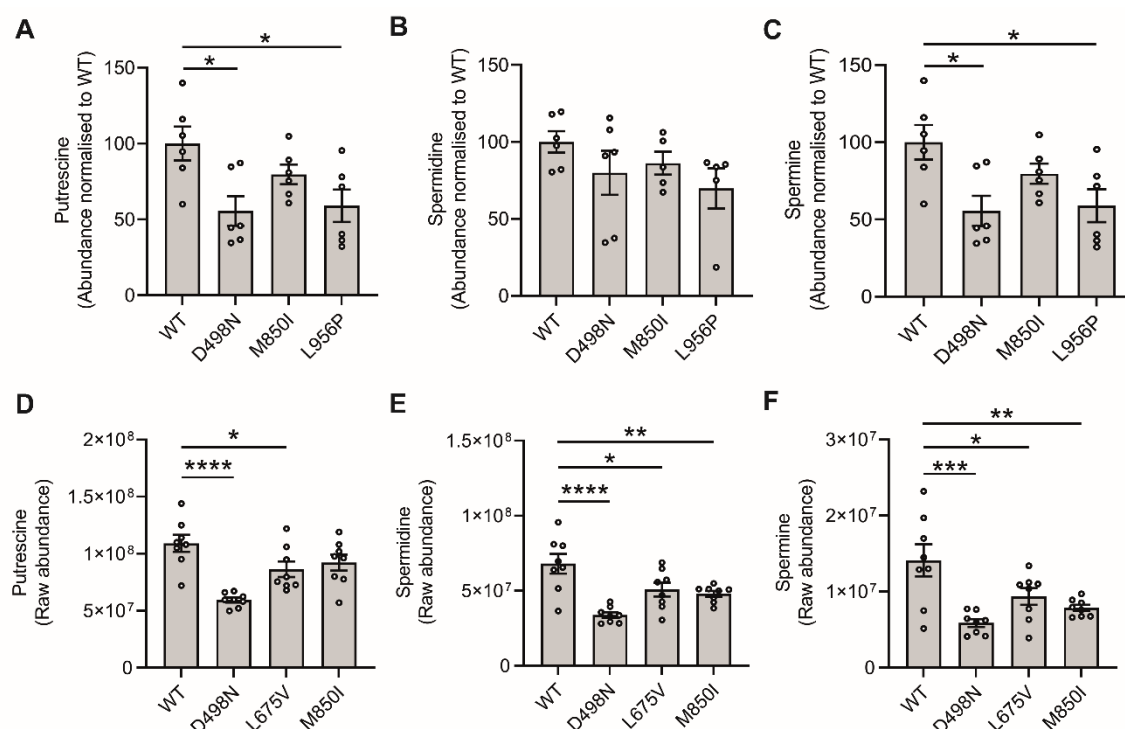 A
Putrescine
(Abundance normalised to WT)
150
100
50
0
*
*
WT
D498N
M850I
L956P
B
Spermidine
(Abundance normalised to WT)
150
100
50
0
WT
D498N
M850I
L956P
C
Spermine
(Abundance normalised to WT)
150
100
50
0
*
*
WT
D498N
M850I
L956P
D
Putrescine
(Raw abundance)
2×10⁸
1.5×10⁸
1×10⁸
5×10⁷
0
*
****
WT
D498N
L675V
M850I
E
Spermidine
(Raw abundance)
1.5×10⁸
1×10⁸
5×10⁷
0
**
*
****
WT
D498N
L675V
M850I
F
Spermine
(Raw abundance)
3×10⁷
2×10⁷
1×10⁷
0
**
*
***
WT
D498N
L675V
M850I